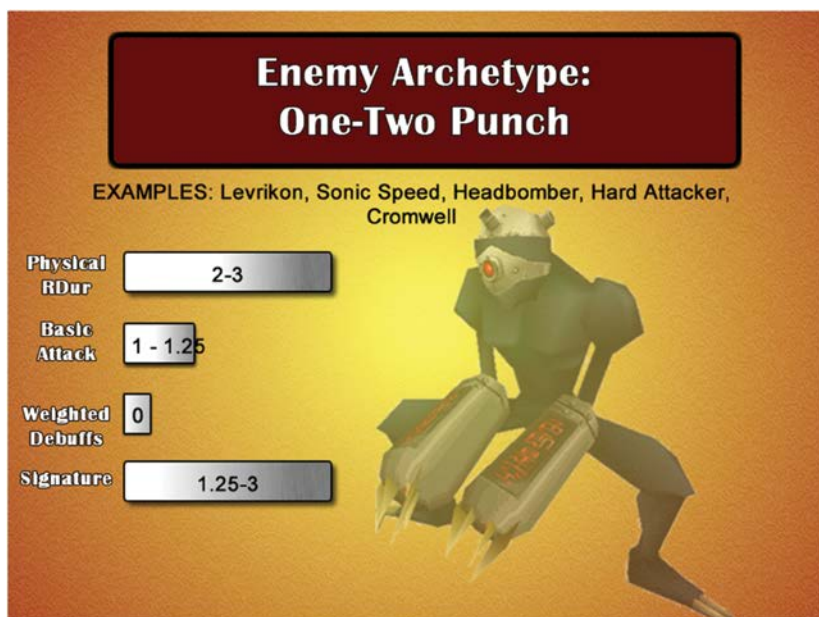 Enemy Archetype:
One-Two Punch
EXAMPLES: Levrikon, Sonic Speed, Headbomber, Hard Attacker,
Cromwell
Physical
RDur
2-3
Basic
Attack
1 - 1.25
Weighted
Debuffs
0
Signature
1.25-3